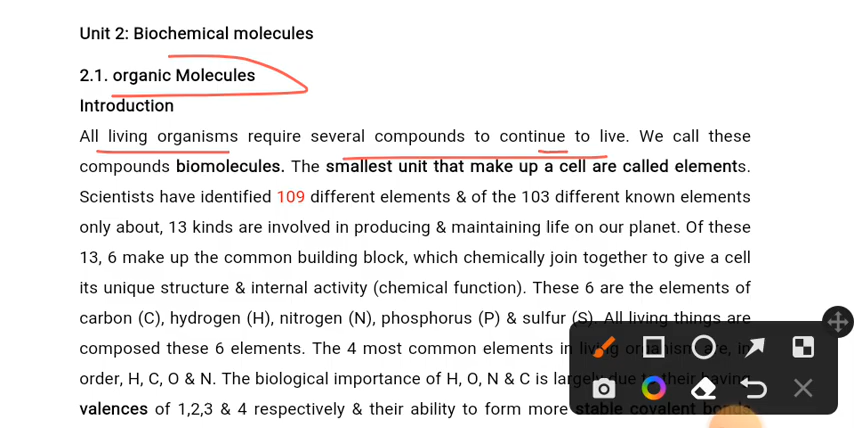 Unit 2: Biochemical molecules
2.1. organic Molecules
Introduction
All living organisms require several compounds to continue to live. We call these
compounds biomolecules. The smallest unit that make up a cell are called elements.
Scientists have identified 109 different elements & of the 103 different known elements
only about, 13 kinds are involved in producing & maintaining life on our planet. Of these
13, 6 make up the common building block, which chemically join together to give a cell
its unique structure & internal activity (chemical function). These 6 are the elements of
carbon (C), hydrogen (H), nitrogen (N), phosphorus (P) & sulfur (S). All living things are
composed these 6 elements. The 4 most common elements in living organism are, in
order, H, C, O & N. The biological importance of H, O, N & C is largely due to their having
valences of 1,2,3 & 4 respectively & their ability to form more stable covalent bonds